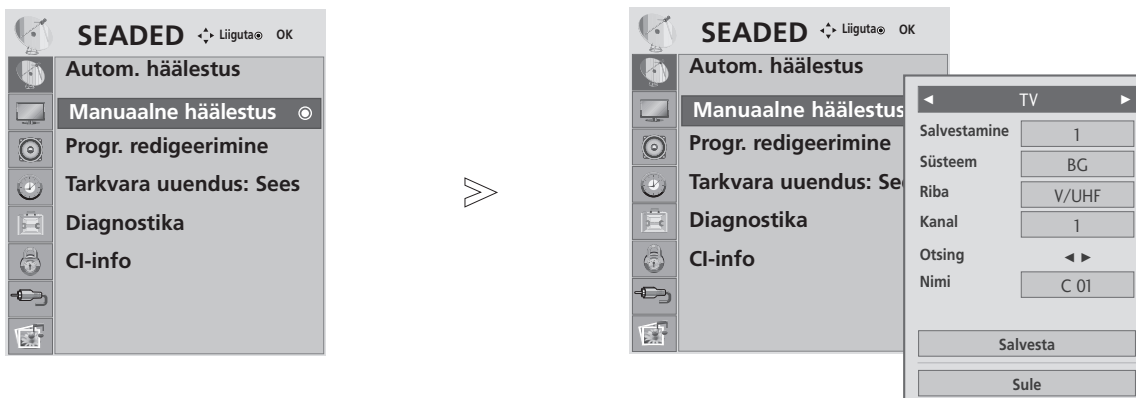 SEADED Liiguta OK
Autom. häälestus
Manuaalne häälestus
Progr. redigeerimine
Tarkvara uuendus: Sees
Diagnostika
CI-info
SEADED Liiguta OK
Autom. häälestus
Manuaalne häälestus
Progr. redigeerimine
Tarkvara uuendus: See
Diagnostika
CI-info
TV
Salvestamine 1
Süsteem BG
Riba V/UHF
Kanal 1
Otsing
Nimi C 01
Salvesta
Sule